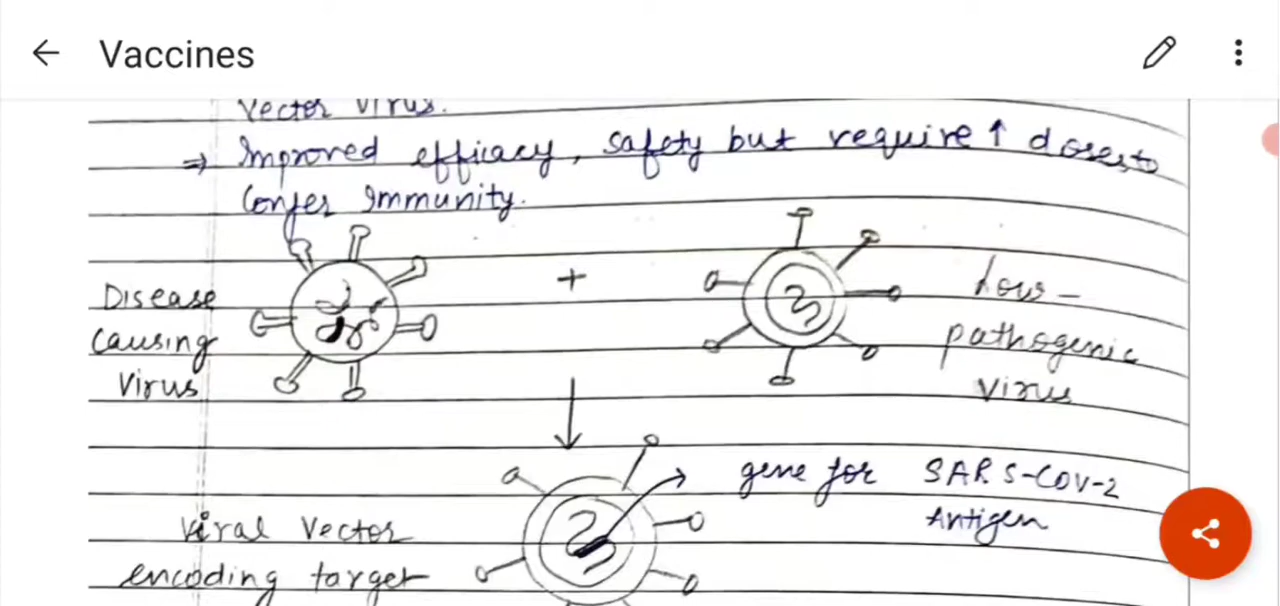 Vaccines
Vector Virus.
⇒ Improved efficacy, safety but require ↑ doses to
Confer Immunity.
Disease
Causing
Virus
+
Low-
pathogenic
Virus
gene for SARS-COV-2
Antigen
Viral Vector
encoding target